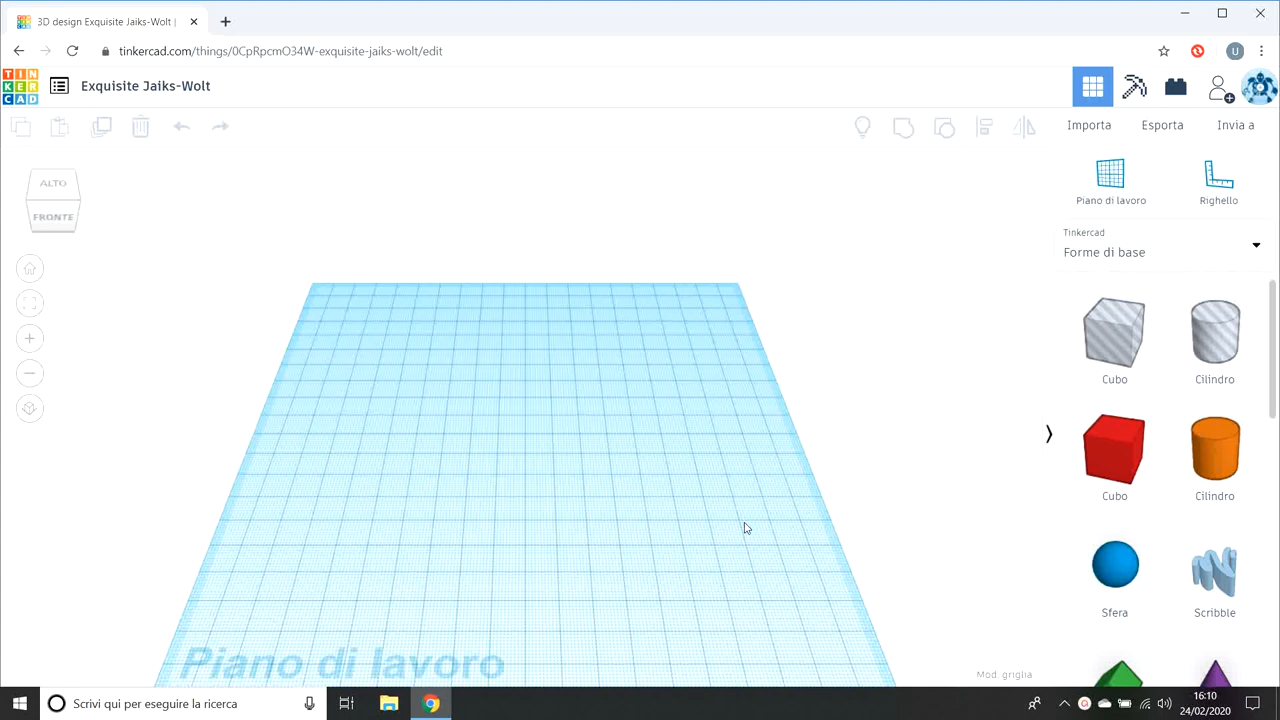 3D design Exquisite Jaiks-Wolt |
tinkercad.com/things/0CpRpcmO34W-exquisite-jaiks-wolt/edit
U
TIN
KER
CAD
Exquisite Jaiks-Wolt
Importa
Esporta
Invia a
ALTO
FRONTE
Piano di lavoro
Righello
Tinkercad
Forme di base
Cubo
Cilindro
Cubo
Cilindro
Sfera
Scribble
Piano di lavoro
Mod. griglia
Scrivi qui per eseguire la ricerca
16:10
24/02/2020